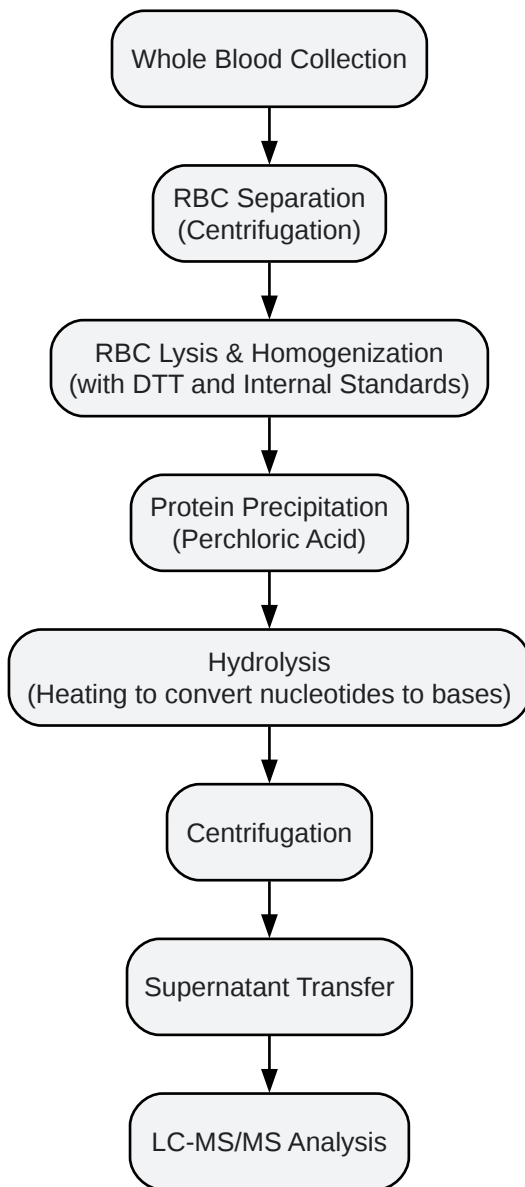 Whole Blood Collection
RBC Separation
(Centrifugation)
RBC Lysis & Homogenization
(with DTT and Internal Standards)
Protein Precipitation
(Perchloric Acid)
Hydrolysis
(Heating to convert nucleotides to bases)
Centrifugation
Supernatant Transfer
LC-MS/MS Analysis